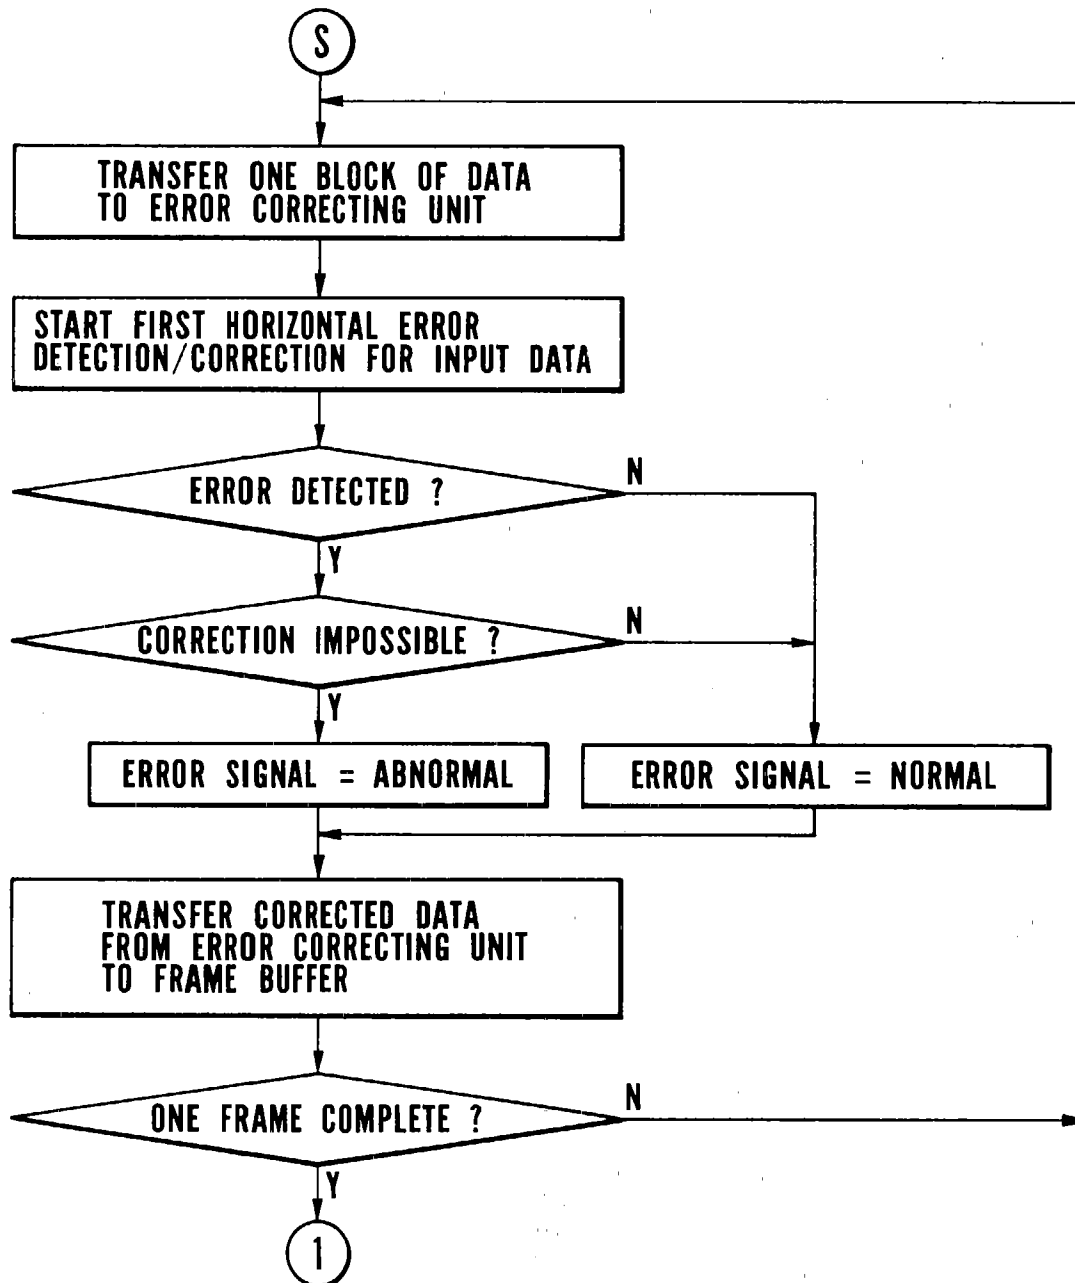 S
TRANSFER ONE BLOCK OF DATA
TO ERROR CORRECTING UNIT
START FIRST HORIZONTAL ERROR
DETECTION/CORRECTION FOR INPUT DATA
ERROR DETECTED ?
N
Y
CORRECTION IMPOSSIBLE ?
N
Y
ERROR SIGNAL = ABNORMAL
ERROR SIGNAL = NORMAL
TRANSFER CORRECTED DATA
FROM ERROR CORRECTING UNIT
TO FRAME BUFFER
ONE FRAME COMPLETE ?
N
Y
1